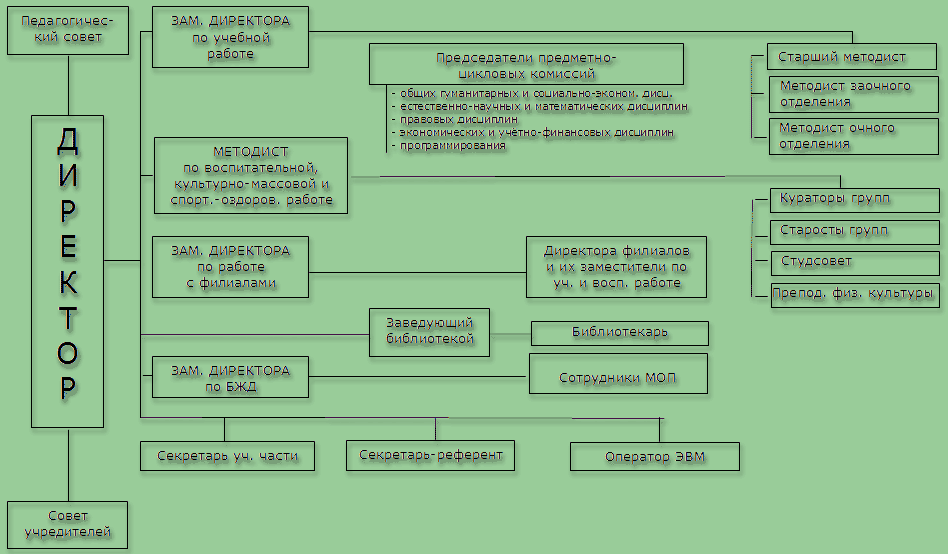 Педагогичес-
кий совет
ДИРЕКТОР
Совет
учредителей
ЗАМ. ДИРЕКТОРА
по учебной
работе
Председатели предметно-
цикловых комиссий
- общих гуманитарных и социально-эконом. дисц.
- естественно-научных и математических дисциплин
- правовых дисциплин
- экономических и учётно-финансовых дисциплин
- программирования
Старший методист
Методист заочного
отделения
Методист очного
отделения
МЕТОДИСТ
по воспитательной,
культурно-массовой и
спорт.-оздоров. работе
Кураторы групп
Старосты групп
Студсовет
Препод. физ. культуры
ЗАМ. ДИРЕКТОРА
по работе
с филиалами
Директора филиалов
и их заместители по
уч. и восп. работе
Заведующий
библиотекой
Библиотекарь
ЗАМ. ДИРЕКТОРА
по БЖД
Сотрудники МОП
Секретарь уч. части
Секретарь-референт
Оператор ЭВМ